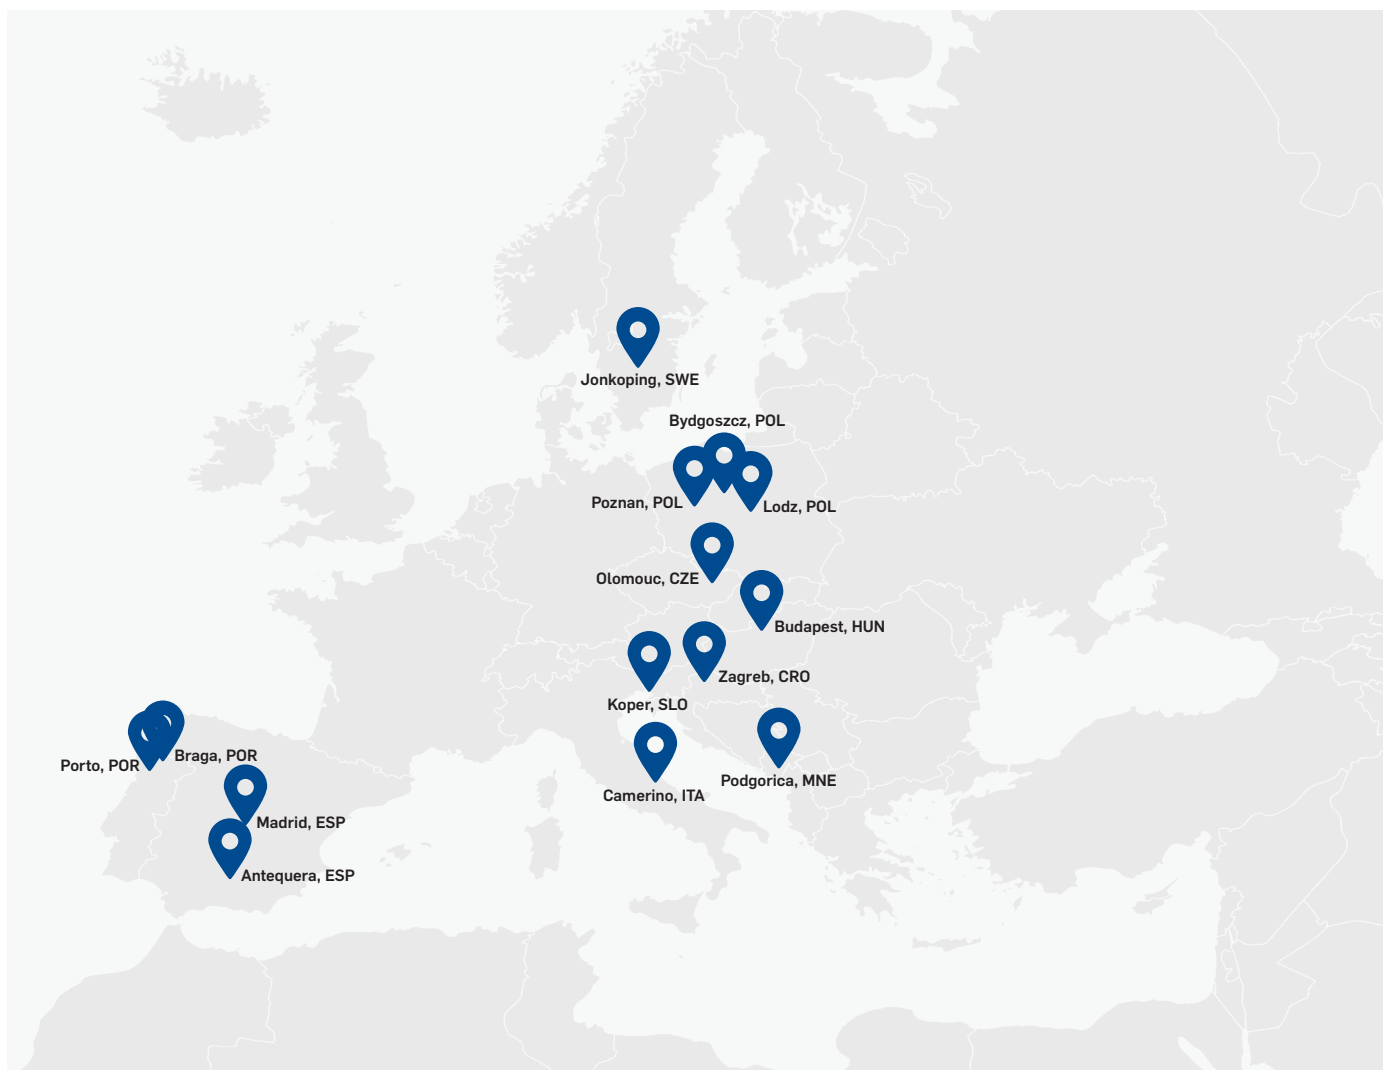 Jonkoping, SWE
Bydgoszcz, POL
Poznan, POL
Lodz, POL
Olomouc, CZE
Budapest, HUN
Zagreb, CRO
Koper, SLO
Braga, POR
Porto, POR
Podgorica, MNE
Camerino, ITA
Madrid, ESP
Antequera, ESP